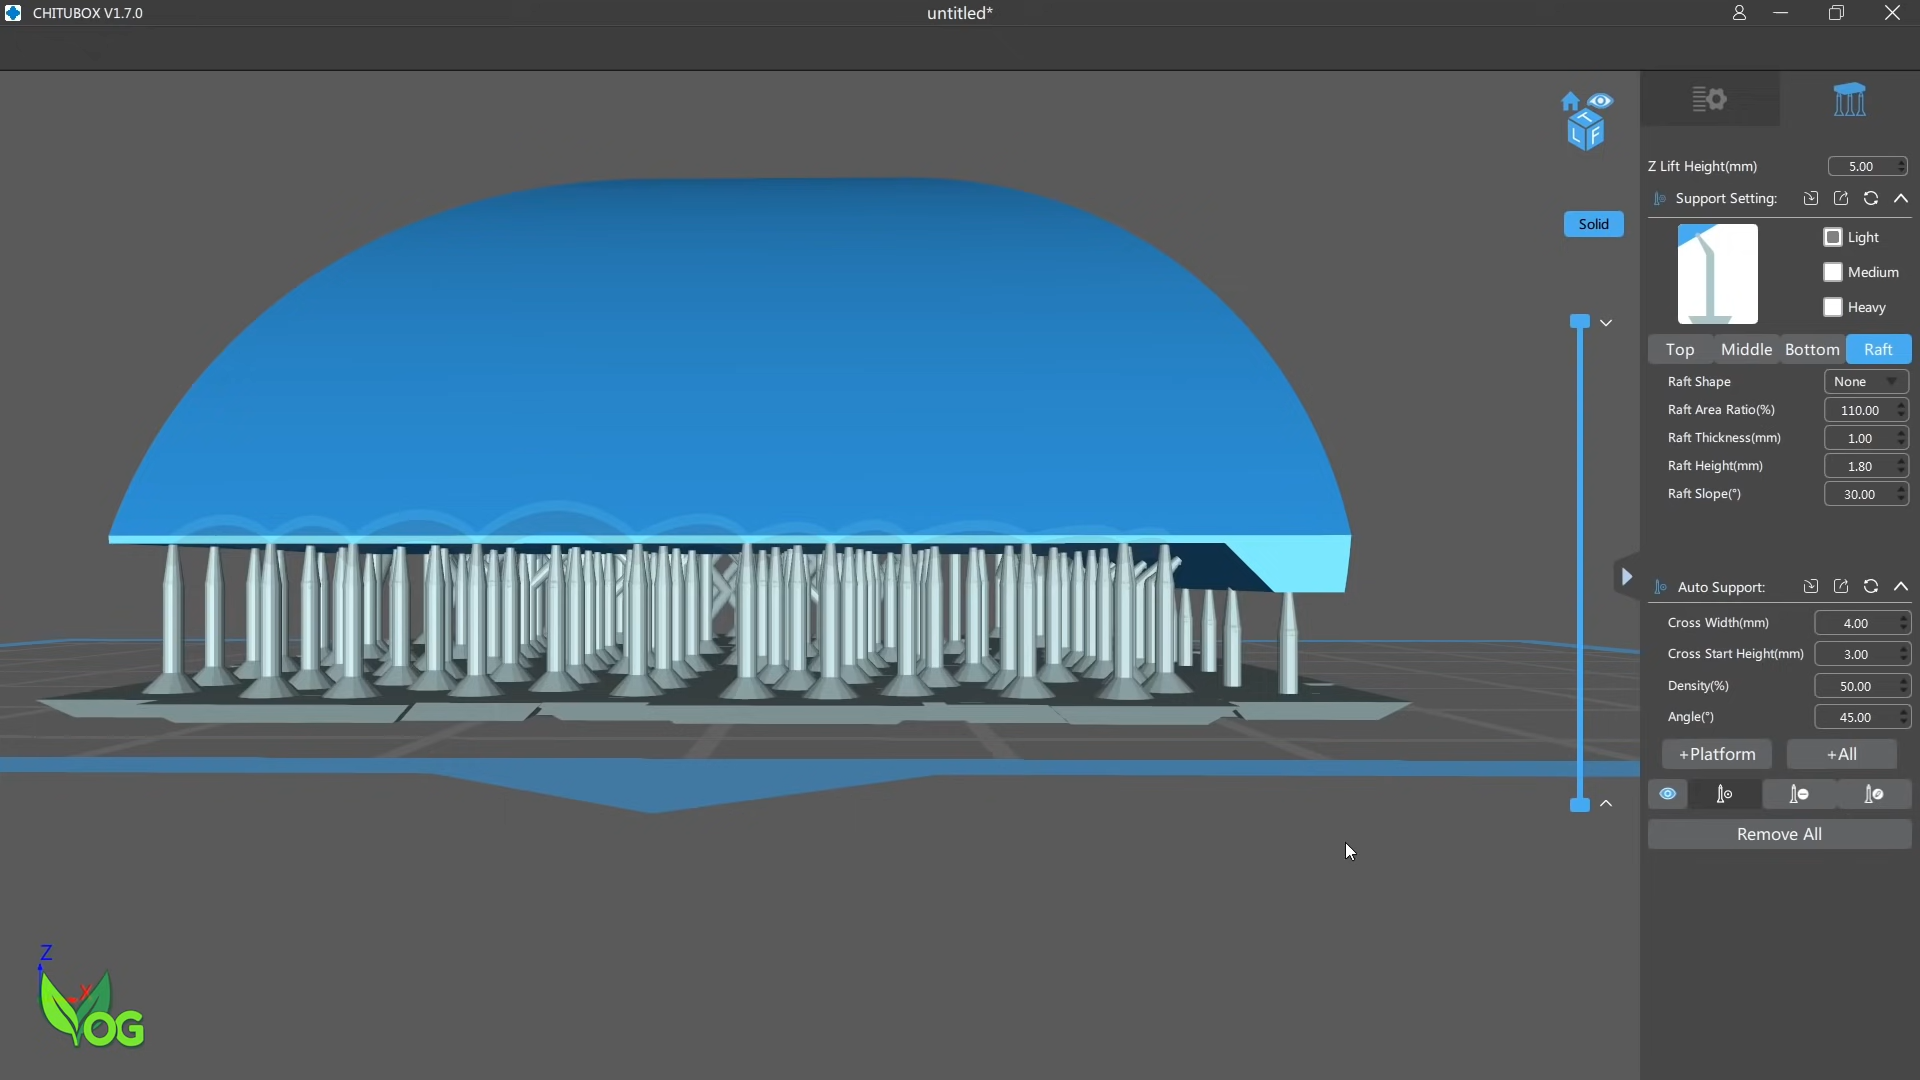 CHITUBOX V1.7.0
untitled*
T
L F
Z Lift Height(mm) 5.00
Solid
Support Setting:
Light
Medium
Heavy
Top Middle Bottom Raft
Raft Shape None
Raft Area Ratio(%) 110.00
Raft Thickness(mm) 1.00
Raft Height(mm) 1.80
Raft Slope(°) 30.00
Auto Support:
Cross Width(mm) 4.00
Cross Start Height(mm) 3.00
Density(%) 50.00
Angle(°) 45.00
+Platform +All
Remove All
Z
X
VOG